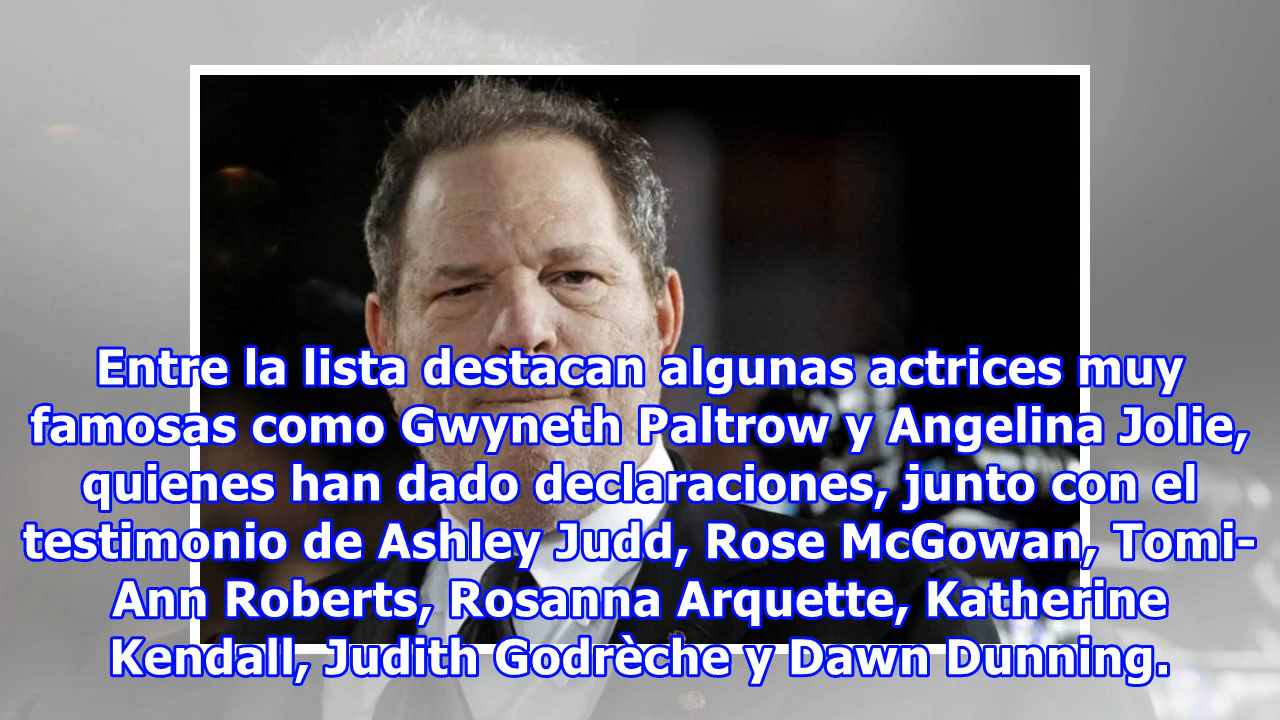 Entre la lista destacan algunas actrices muy
famosas como Gwyneth Paltrow y Angelina Jolie,
quienes han dado declaraciones, junto con el
testimonio de Ashley Judd, Rose McGowan, Tomi-
Ann Roberts, Rosanna Arquette, Katherine
Kendall, Judith Godrèche y Dawn Dunning.